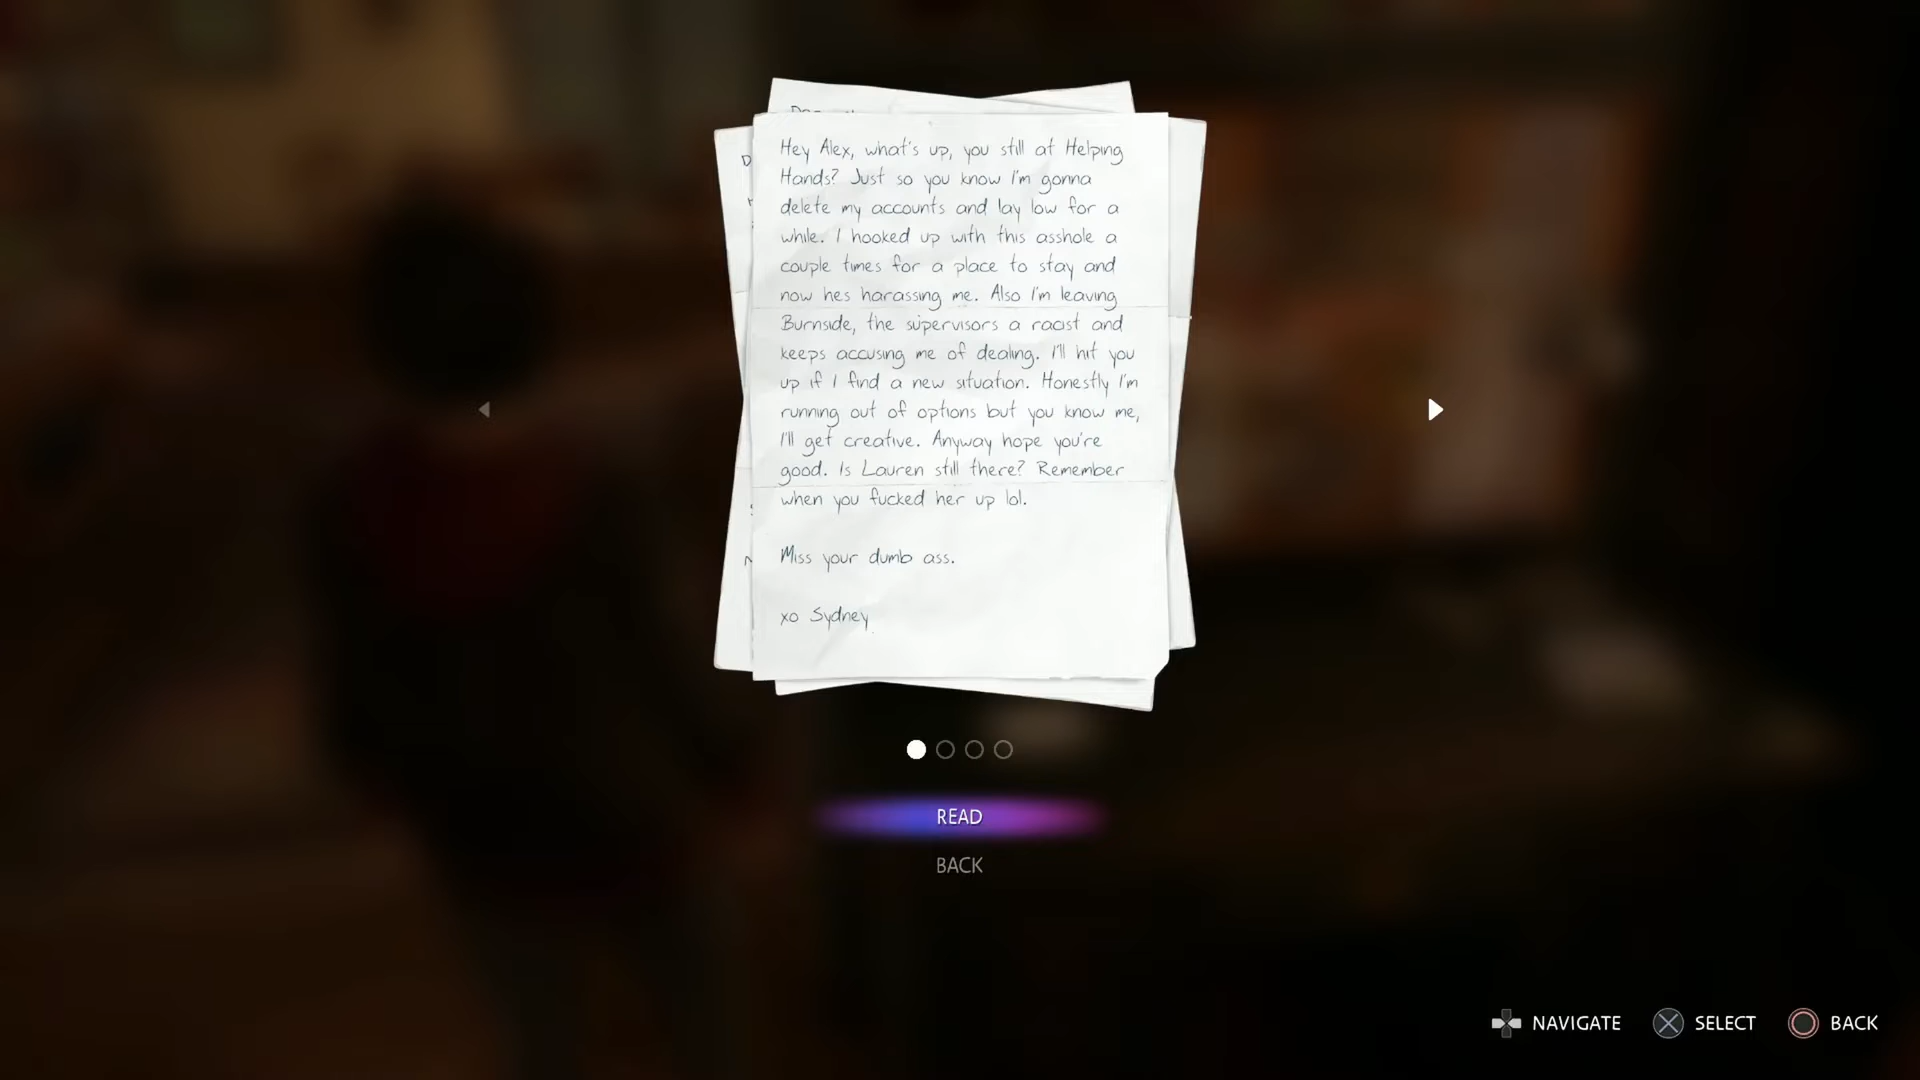 Hey Alex, what's up, you still at Helping
Hands? Just so you know I'm gonna
delete my accounts and lay low for a
while. I hooked up with this asshole a
couple times for a place to stay and
now hes harassing me. Also I'm leaving
Burnside, the supervisors a racist and
keeps accusing me of dealing. I'll hit you
up if I find a new situation. Honestly I'm
running out of options but you know me,
I'll get creative. Anyway hope you're
good. Is Lauren still there? Remember
when you fucked her up lol.
Miss your dumb ass.
xo Sydney
READ
BACK
NAVIGATE SELECT BACK